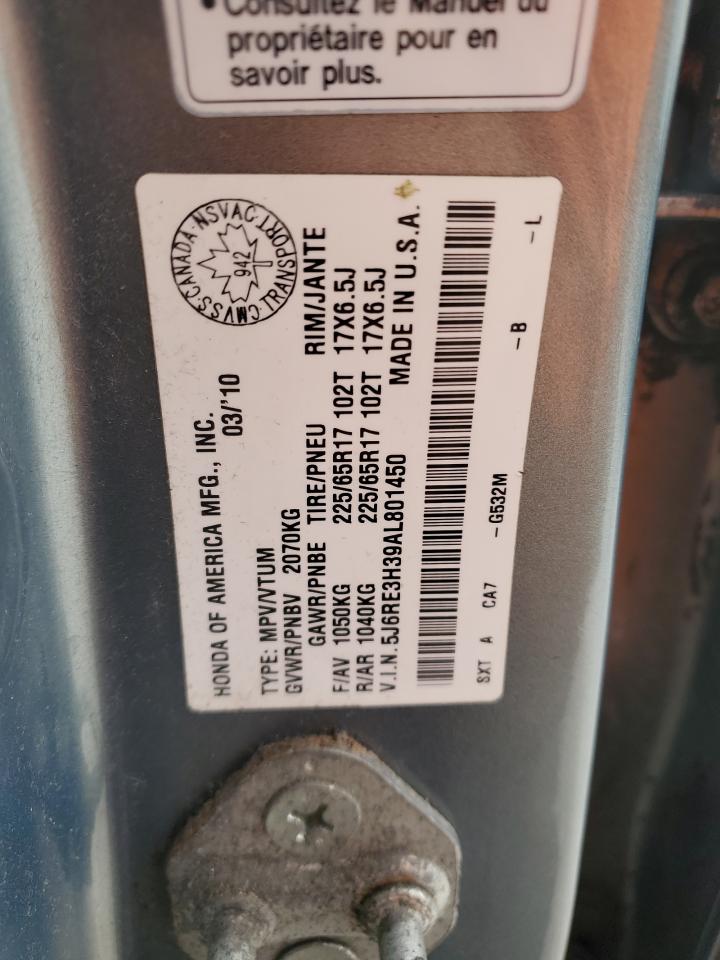 • Consultez le Manuel du
propriétaire pour en
savoir plus.
CMVSS·CANADA·NSVAC·TRANSPORT
942
HONDA OF AMERICA MFG., INC.
03/'10
TYPE: MPV/VTUM
GVWR/PNBV 2070KG
GAWR/PNBE TIRE/PNEU RIM/JANTE
F/AV 1050KG 225/65R17 102T 17X6.5J
R/AR 1040KG 225/65R17 102T 17X6.5J
V.I.N. 5J6RE3H39AL801450 MADE IN U.S.A.
SXT A CA7 -G532M -B -L